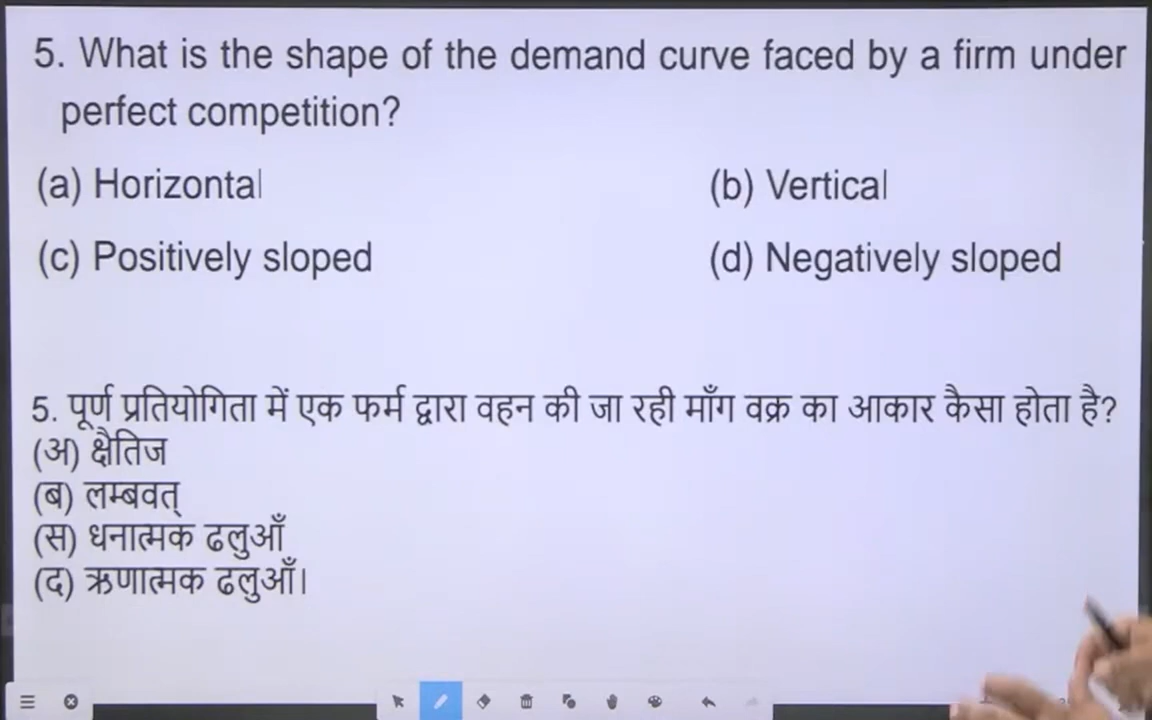 5. What is the shape of the demand curve faced by a firm under
perfect competition?
(a) Horizontal
(b) Vertical
(c) Positively sloped
(d) Negatively sloped
5. पूर्ण प्रतियोगिता में एक फर्म द्वारा वहन की जा रही माँग वक्र का आकार कैसा होता है?
(अ) क्षैतिज
(ब) लम्बवत्
(स) धनात्मक ढलुआँ
(द) ऋणात्मक ढलुआँ।